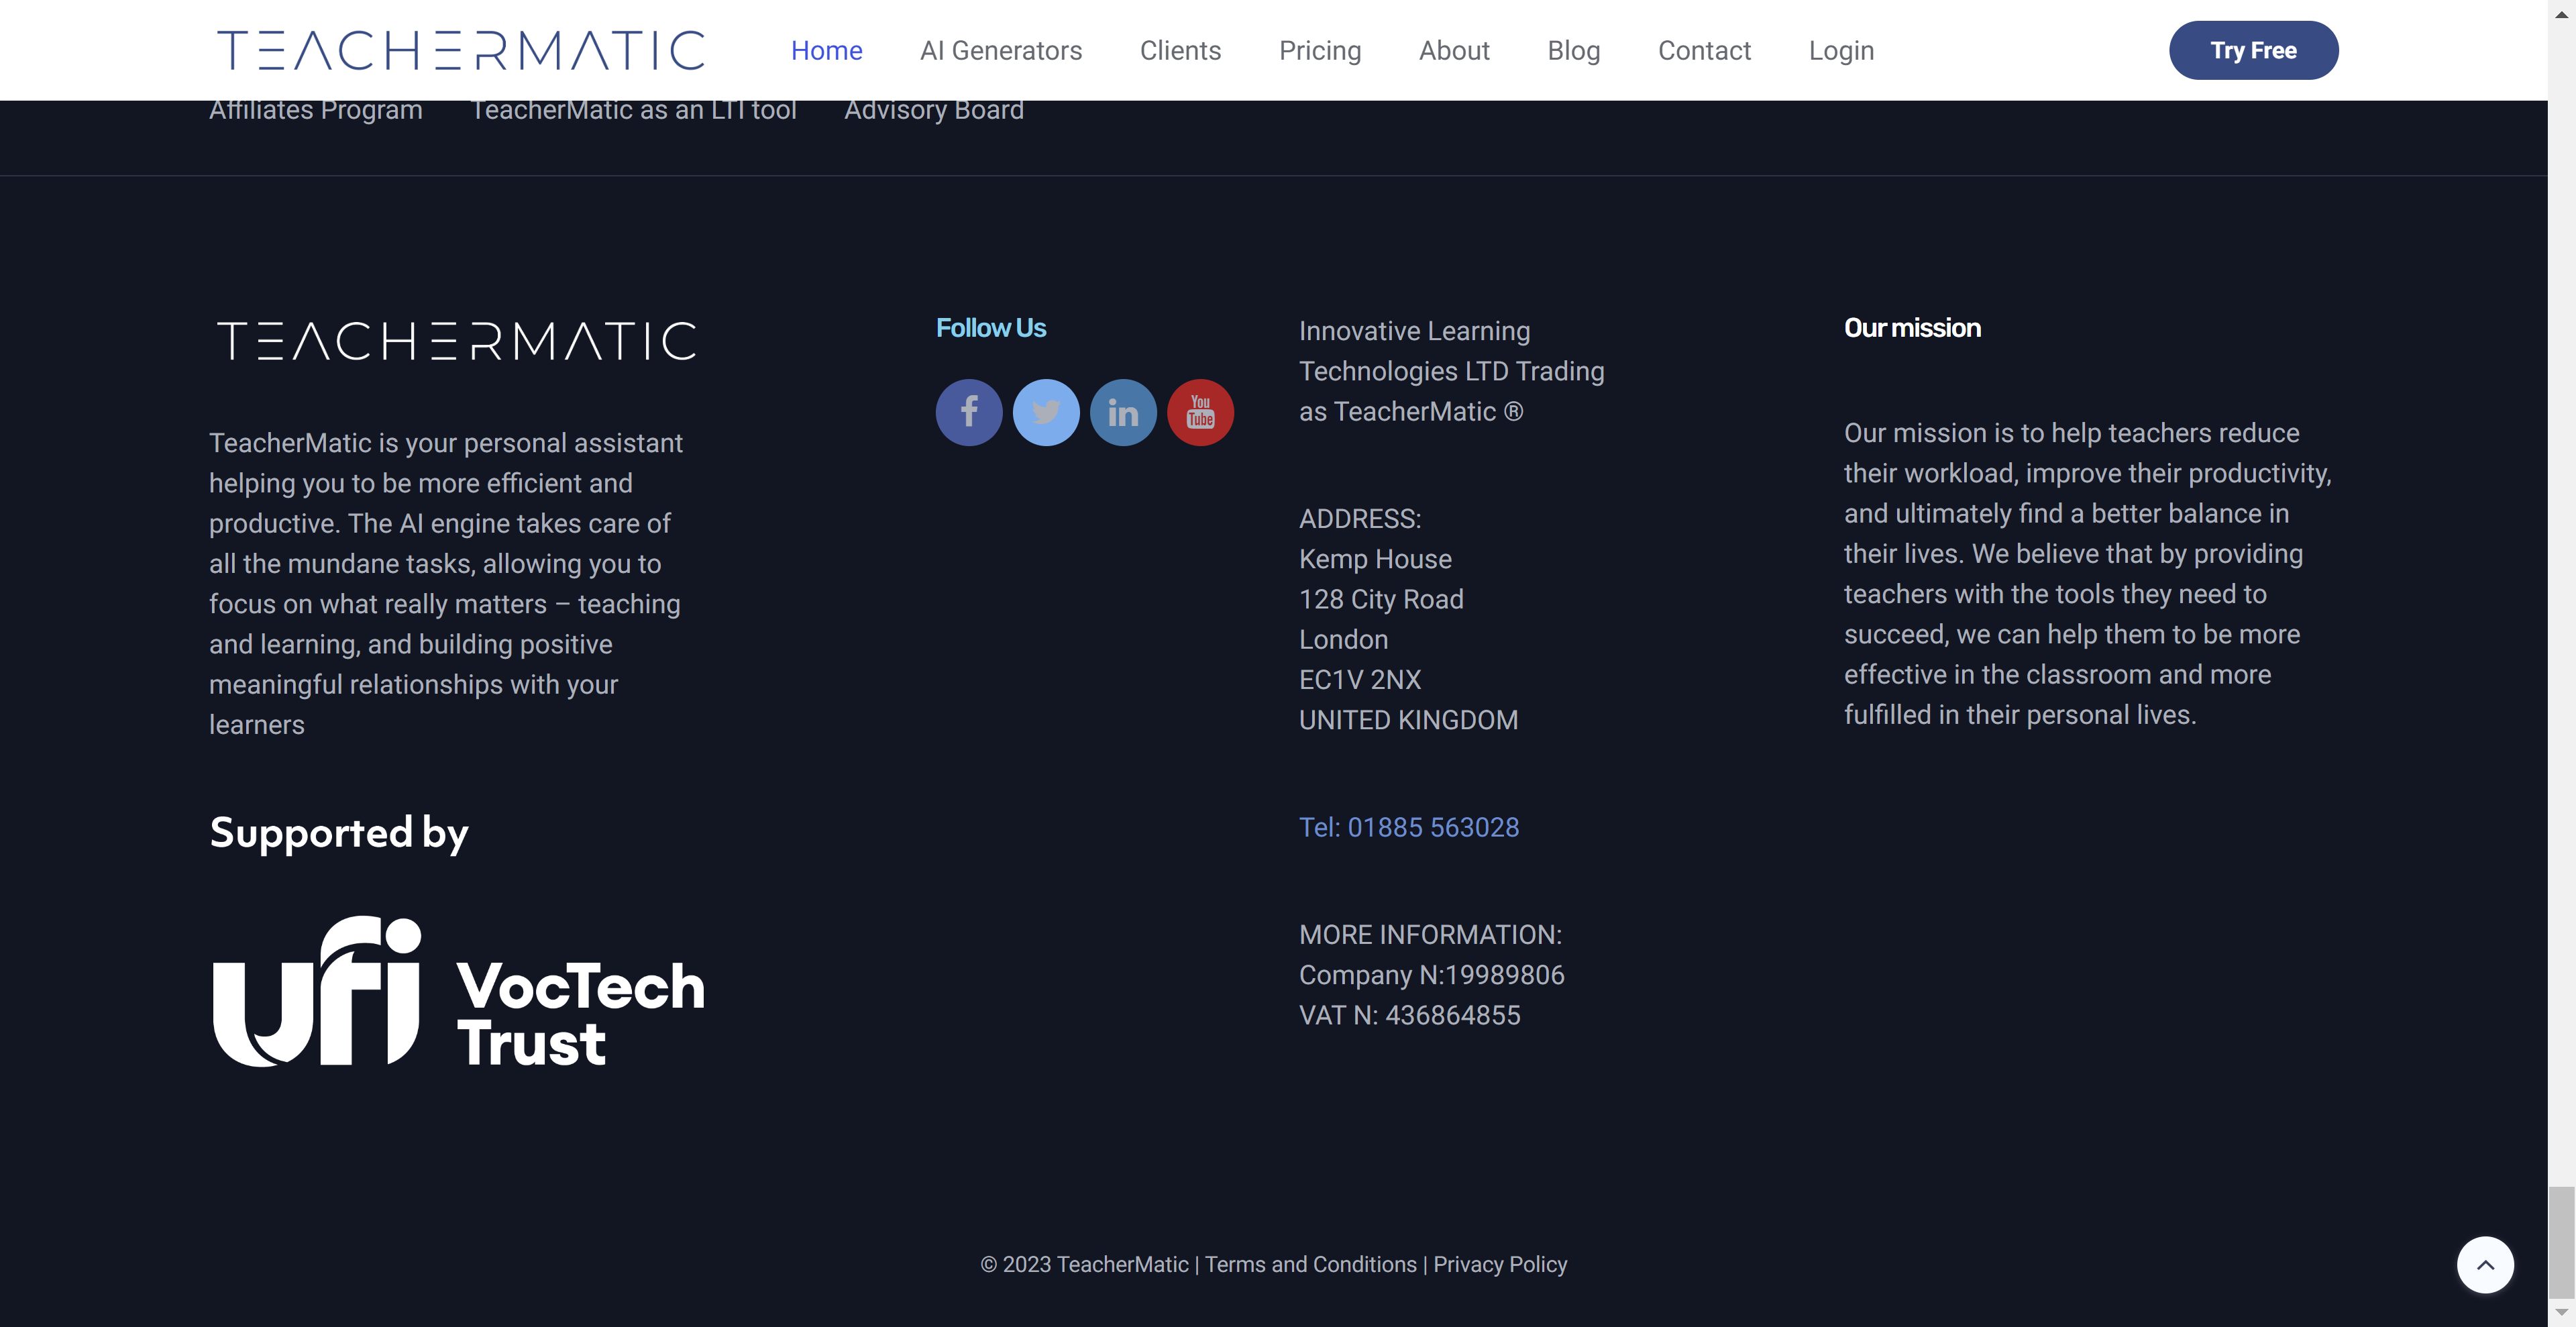 TEACHERMATIC
Home AI Generators Clients Pricing About Blog Contact Login
Try Free
Affiliates Program TeacherMatic as an LTI tool Advisory Board
TEACHERMATIC
TeacherMatic is your personal assistant
helping you to be more efficient and
productive. The AI engine takes care of
all the mundane tasks, allowing you to
focus on what really matters – teaching
and learning, and building positive
meaningful relationships with your
learners
Supported by
ufi VocTech
Trust
Follow Us
You
Tube
Innovative Learning
Technologies LTD Trading
as TeacherMatic ®
ADDRESS:
Kemp House
128 City Road
London
EC1V 2NX
UNITED KINGDOM
Tel: 01885 563028
MORE INFORMATION:
Company N:19989806
VAT N: 436864855
Our mission
Our mission is to help teachers reduce
their workload, improve their productivity,
and ultimately find a better balance in
their lives. We believe that by providing
teachers with the tools they need to
succeed, we can help them to be more
effective in the classroom and more
fulfilled in their personal lives.
© 2023 TeacherMatic | Terms and Conditions | Privacy Policy